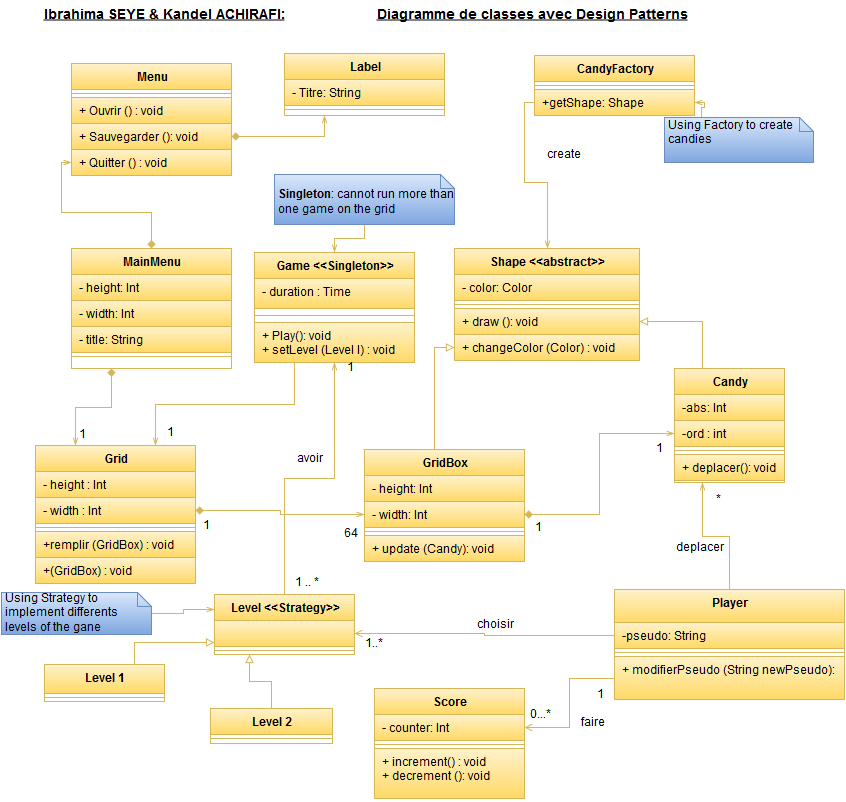 Ibrahima SEYE & Kandel ACHIRAFI:
Diagramme de classes avec Design Patterns
Menu
+ Ouvrir () : void
+ Sauvegarder (): void
+ Quitter () : void
Label
- Titre: String
CandyFactory
+getShape: Shape
Using Factory to create
candies
create
Singleton: cannot run more than
one game on the grid
MainMenu
- height: Int
- width: Int
- title: String
Game <<Singleton>>
- duration : Time
+ Play(): void
+ setLevel (Level l) : void
Shape <<abstract>>
- color: Color
+ draw (): void
+ changeColor (Color) : void
Candy
-abs: Int
-ord : int
+ deplacer(): void
1
1
1
Grid
- height : Int
- width : Int
+remplir (GridBox) : void
+(GridBox) : void
avoir
GridBox
- height: Int
- width: Int
+ update (Candy): void
1
64
1
1
*
deplacer
1.. *
Using Strategy to
implement differents
levels of the gane
Level <<Strategy>>
Player
-pseudo: String
+ modifierPseudo (String newPseudo):
choisir
1..*
Level 1
Level 2
Score
- counter: Int
+ increment() : void
+ decrement (): void
0...*
1
faire